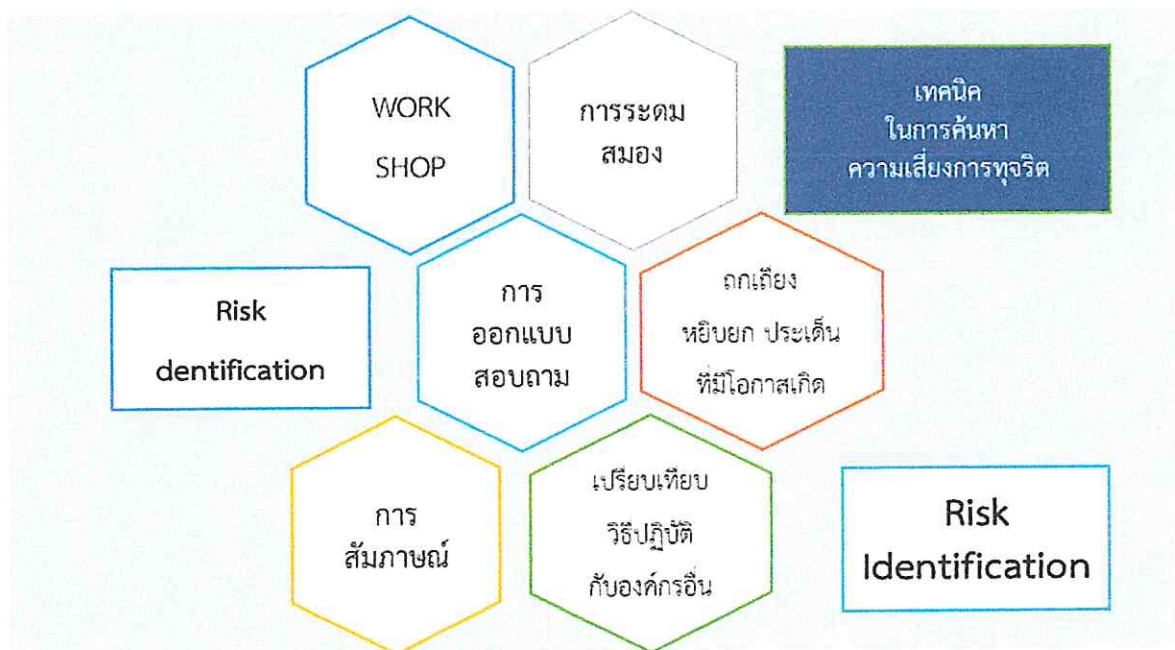 WORK
SHOP
การระดม
สมอง
เทคนิค
ในการค้นหา
ความเสี่ยงการทุจริต
Risk
dentification
การ
ออกแบบ
สอบถาม
ถกเถียง
หยิบยก ประเด็น
ที่มีโอกาสเกิด
การ
สัมภาษณ์
เปรียบเทียบ
วิธีปฏิบัติ
กับองค์กรอื่น
Risk
Identification